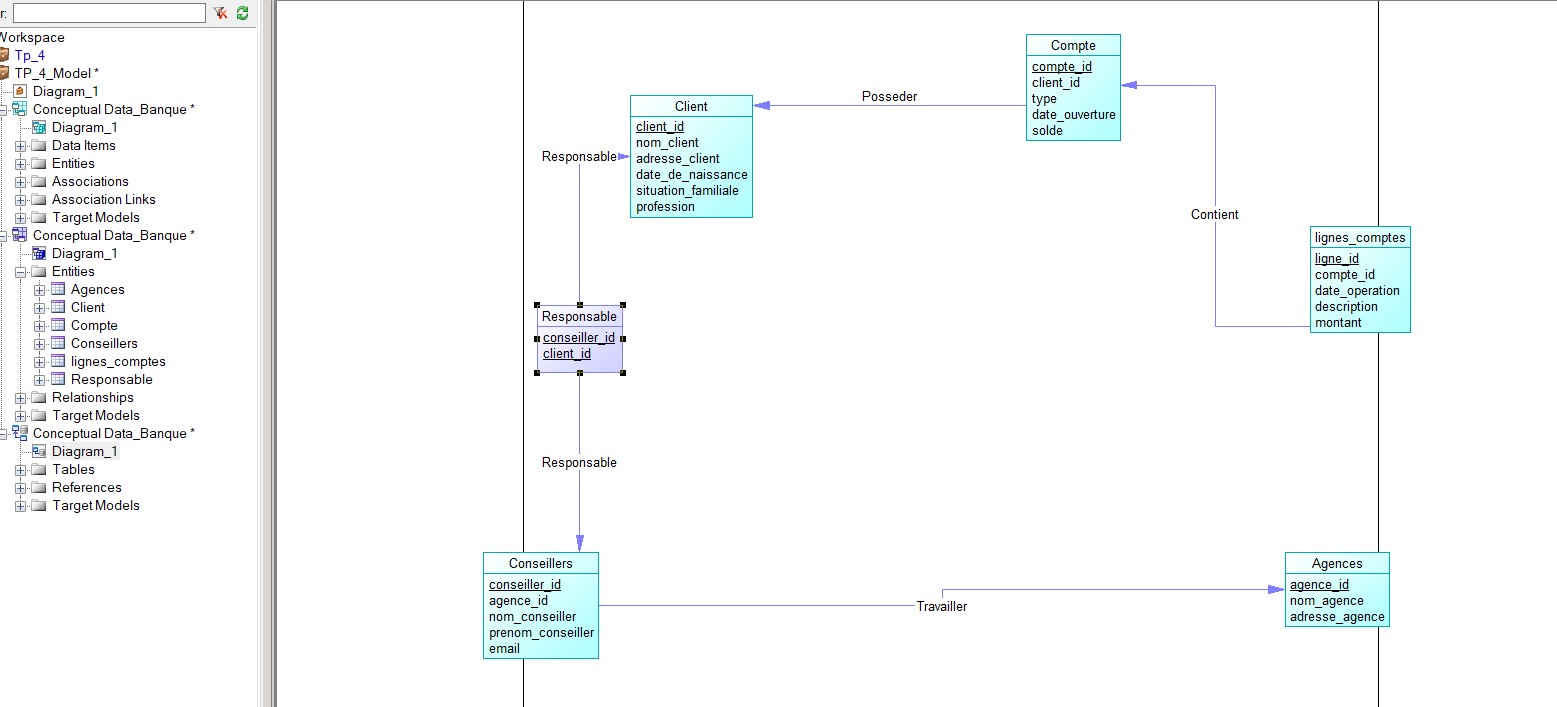 r:
Workspace
Tp_4
TP_4_Model *
Diagram_1
Conceptual Data_Banque *
Diagram_1
Data Items
Entities
Associations
Association Links
Target Models
Conceptual Data_Banque *
Diagram_1
Entities
Agences
Client
Compte
Conseillers
lignes_comptes
Responsable
Relationships
Target Models
Conceptual Data_Banque *
Diagram_1
Tables
References
Target Models
Compte
compte_id
client_id
type
date_ouverture
solde
Posseder
Client
client_id
nom_client
adresse_client
date_de_naissance
situation_familiale
profession
Responsable
Contient
lignes_comptes
ligne_id
compte_id
date_operation
description
montant
Responsable
conseiller_id
client_id
Responsable
Conseillers
conseiller_id
agence_id
nom_conseiller
prenom_conseiller
email
Travailler
Agences
agence_id
nom_agence
adresse_agence